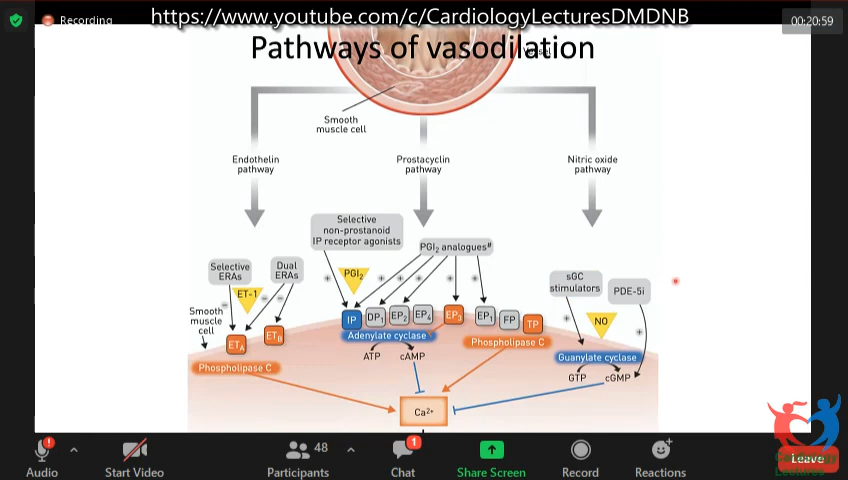 https://www.youtube.com/c/CardiologyLecturesDMDNB
Recording
00:20:59
Pathways of vasodilation
Smooth
muscle cell
Endothelin
pathway
Prostacyclin
pathway
Nitric oxide
pathway
Selective
non-prostanoid
IP receptor agonists
PGI₂ analogues#
Selective
ERAs
Dual
ERAs
ET-1
PGI₂
sGC
stimulators
PDE-5i
NO
Smooth
muscle
cell
ETA
ETB
IP
DP₁
EP₂
EP₄
EP₃
EP₁
FP
TP
Adenylate cyclase
Phospholipase C
Guanylate cyclase
ATP
cAMP
GTP
cGMP
Phospholipase C
Ca²⁺
Audio
Start Video
Participants
48
Chat
1
Share Screen
Record
Reactions
Leave
Cardiology
Lectures